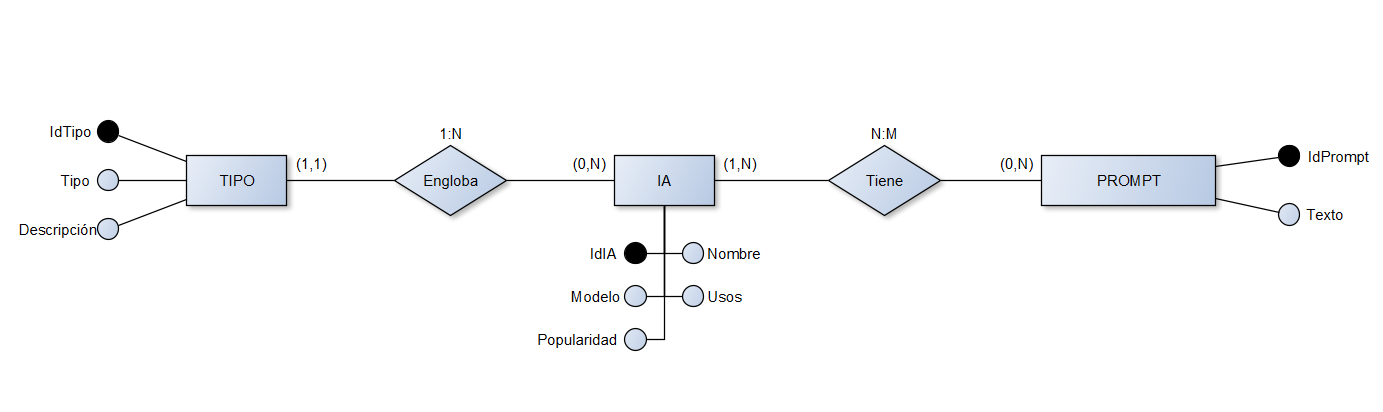 1:N
N:M
IdTipo
Tipo
Descripción
TIPO
(1,1)
Engloba
(0,N)
IA
(1,N)
Tiene
(0,N)
PROMPT
IdPrompt
Texto
IdIA
Nombre
Modelo
Usos
Popularidad